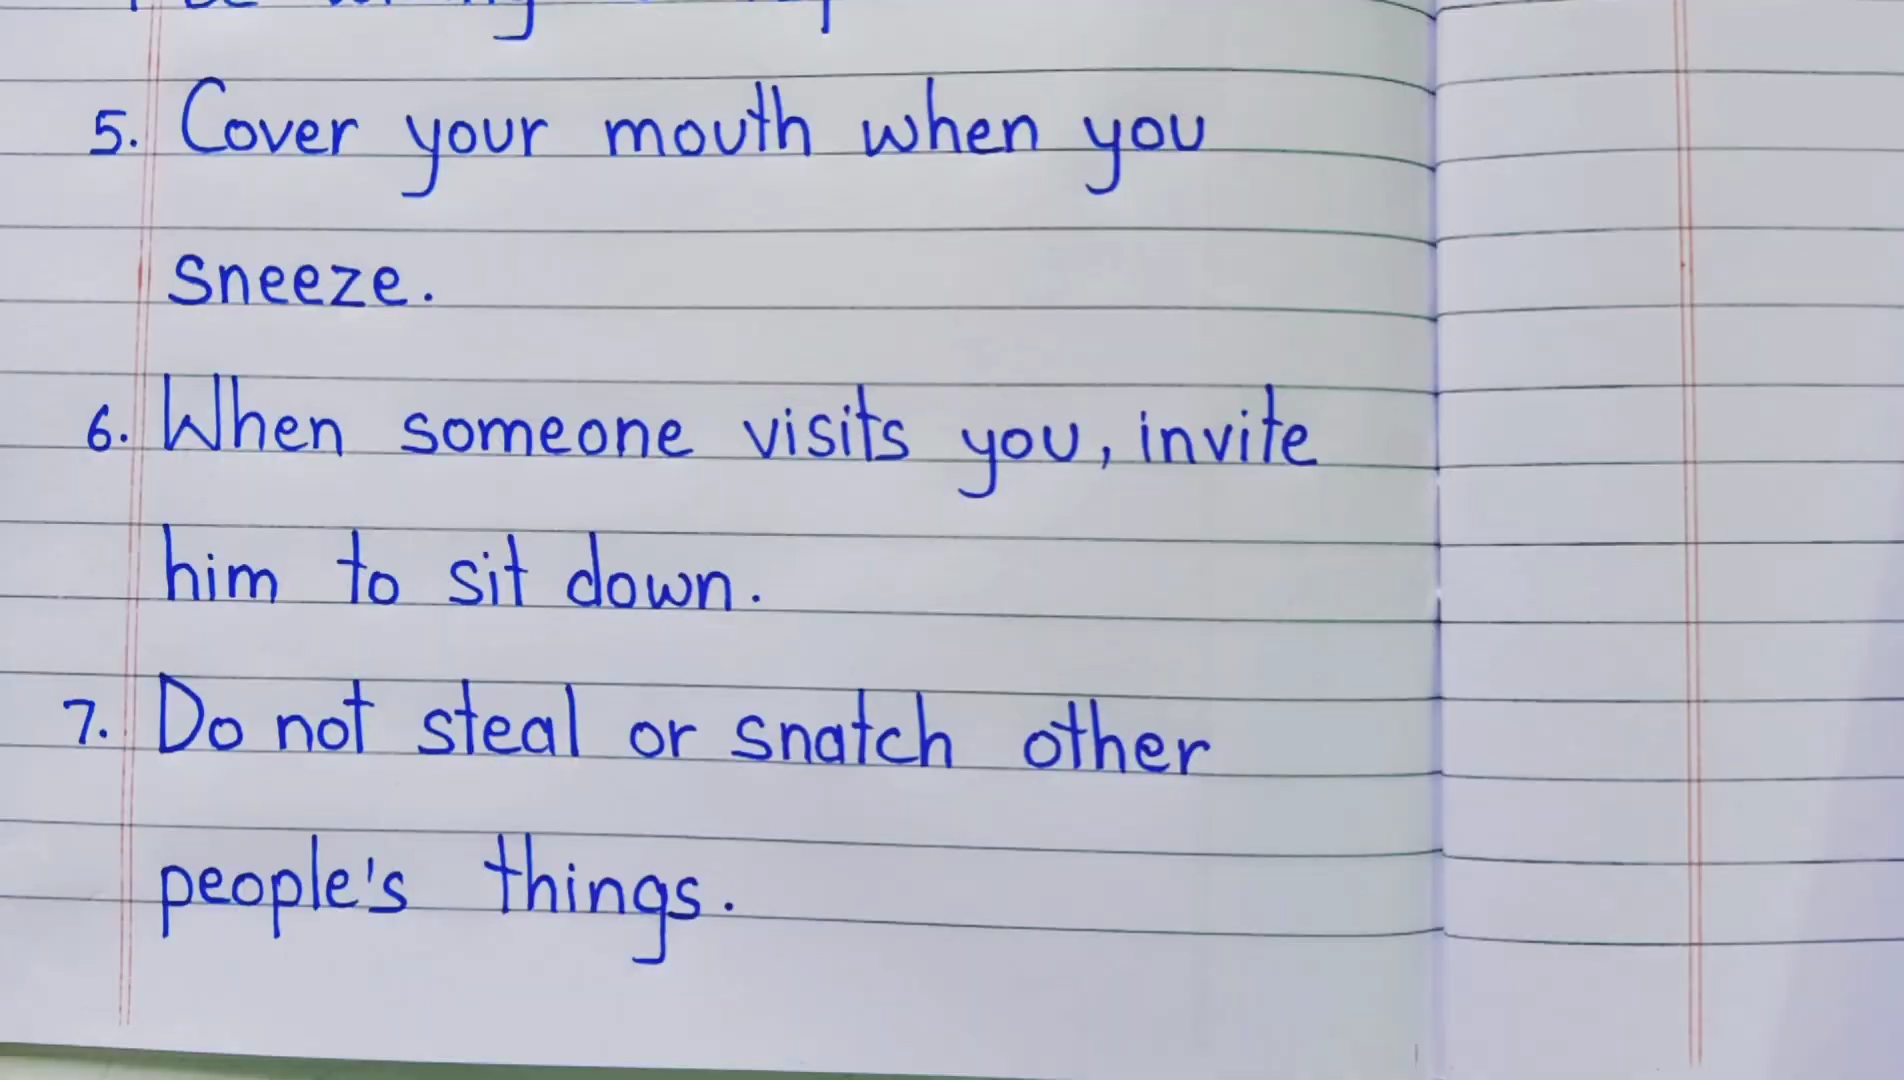 5. Cover your mouth when you
sneeze.
6. When someone visits you, invite
him to sit down.
7. Do not steal or snatch other
people's things.